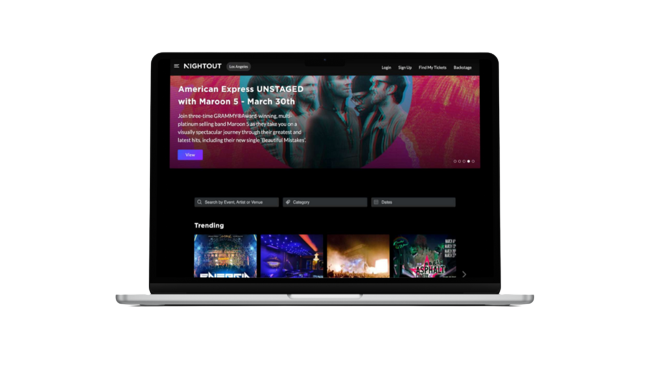 NIGHTOUT
Los Angeles
Login
Sign Up
Find My Tickets
Backstage
American Express UNSTAGED
with Maroon 5 - March 30th
Join three-time GRAMMY®Award-winning, multi-
platinum selling band Maroon 5 as they take you on a
visually spectacular journey through their greatest and
latest hits, including their new single 'Beautiful Mistakes'.
View
Search by Event, Artist or Venue
Category
Dates
Trending
ASPHALT